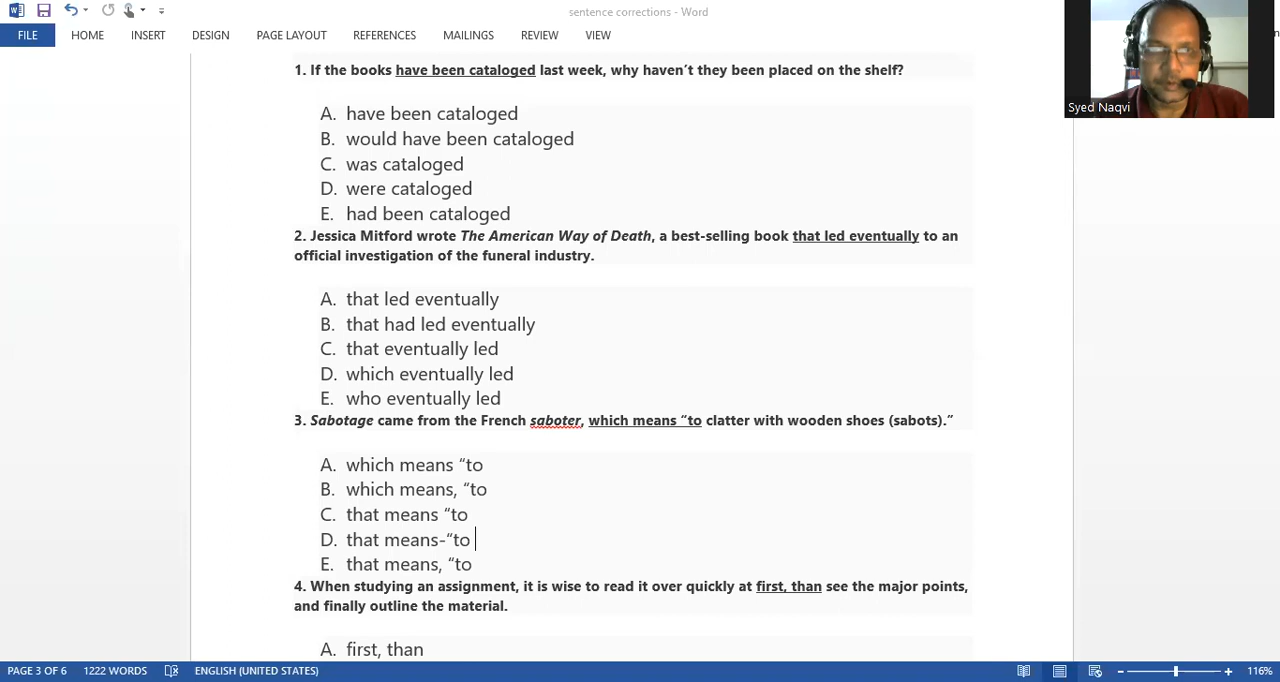 sentence corrections - Word
FILE HOME INSERT DESIGN PAGE LAYOUT REFERENCES MAILINGS REVIEW VIEW
Syed Naqvi
1. If the books have been cataloged last week, why haven’t they been placed on the shelf?
A. have been cataloged
B. would have been cataloged
C. was cataloged
D. were cataloged
E. had been cataloged
2. Jessica Mitford wrote The American Way of Death, a best-selling book that led eventually to an
official investigation of the funeral industry.
A. that led eventually
B. that had led eventually
C. that eventually led
D. which eventually led
E. who eventually led
3. Sabotage came from the French saboter, which means “to clatter with wooden shoes (sabots).”
A. which means “to
B. which means, “to
C. that means “to
D. that means-“to
E. that means, “to
4. When studying an assignment, it is wise to read it over quickly at first, than see the major points,
and finally outline the material.
A. first, than
PAGE 3 OF 6 1222 WORDS ENGLISH (UNITED STATES) 116%